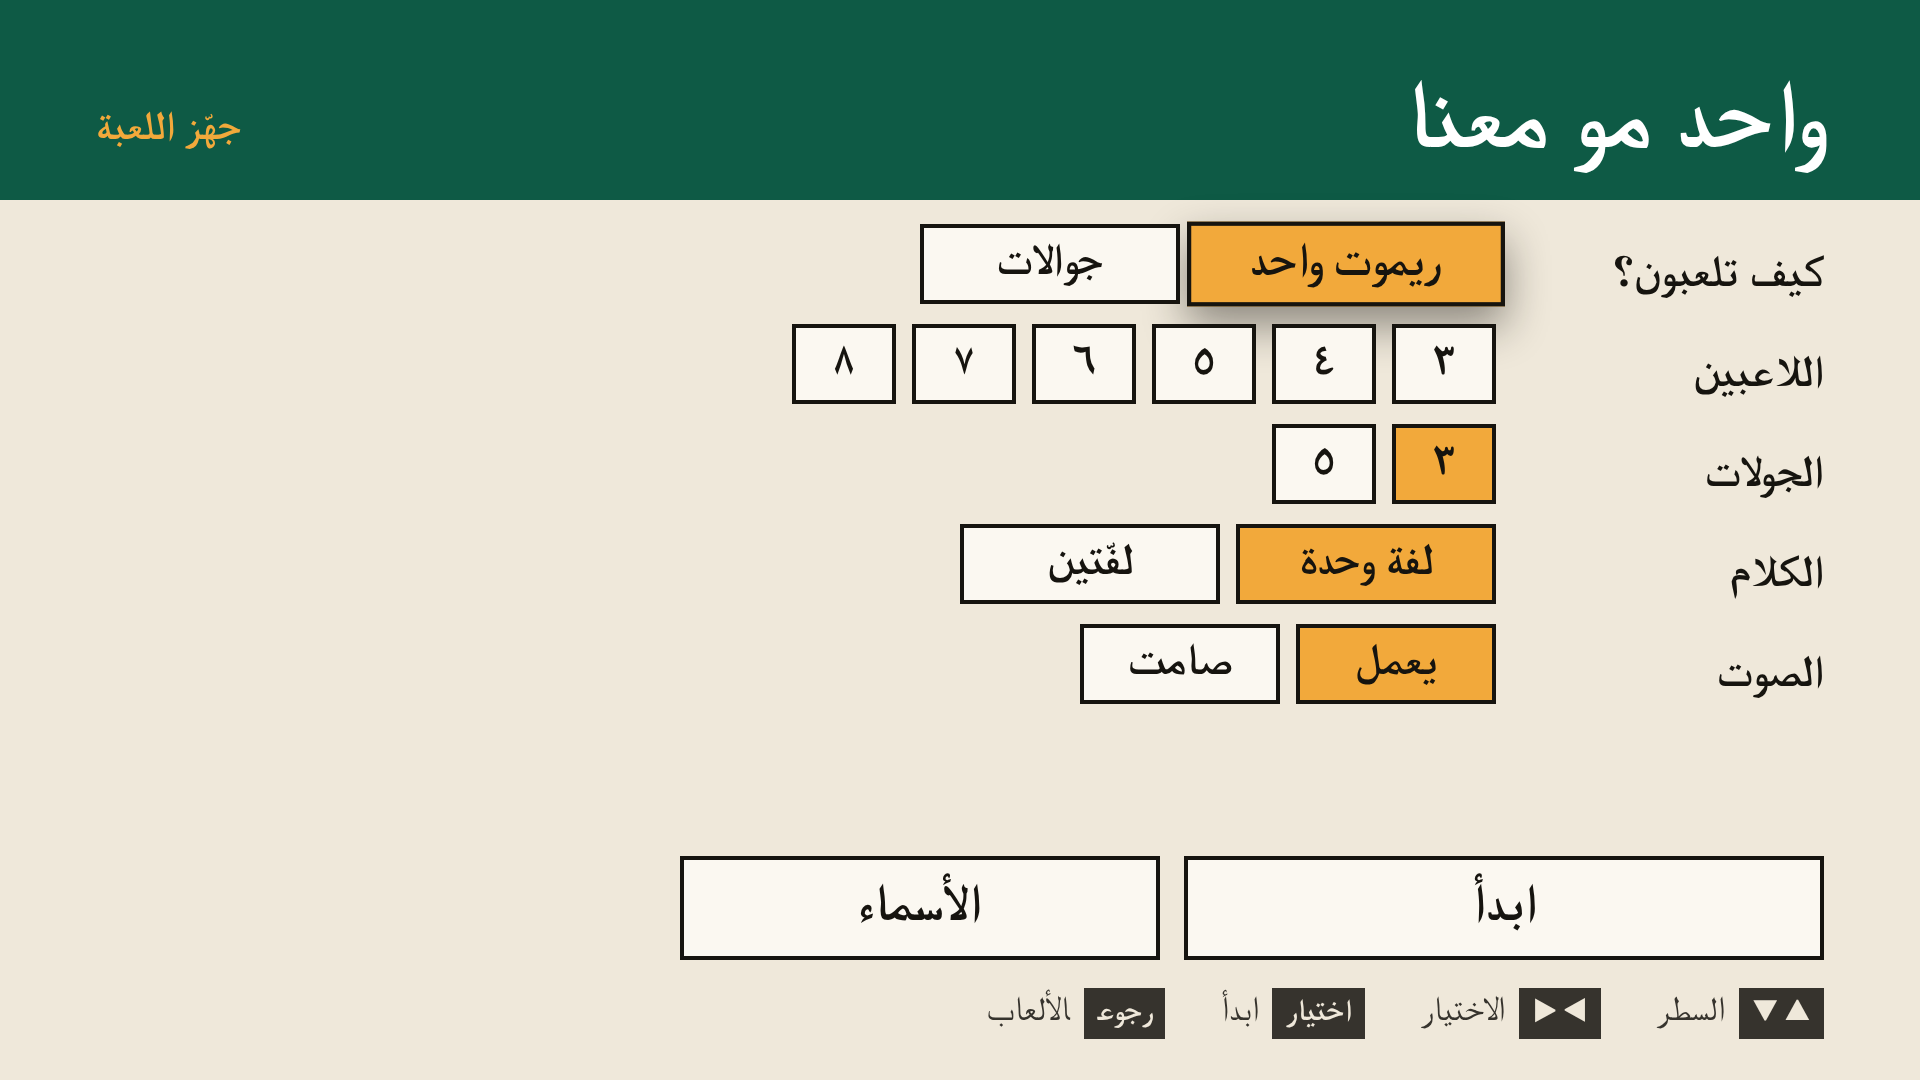 واحد مو معنا
جهّز اللعبة
كيف تلعبون؟ ريموت واحد جوالات
اللاعبين ٣ ٤ ٥ ٦ ٧ ٨
الجولات ٣ ٥
الكلام لفة وحدة لفّتين
الصوت يعمل صامت
ابدأ الأسماء
▲▼ السطر ◀▶ الاختيار اختيار ابدأ رجوع الألعاب